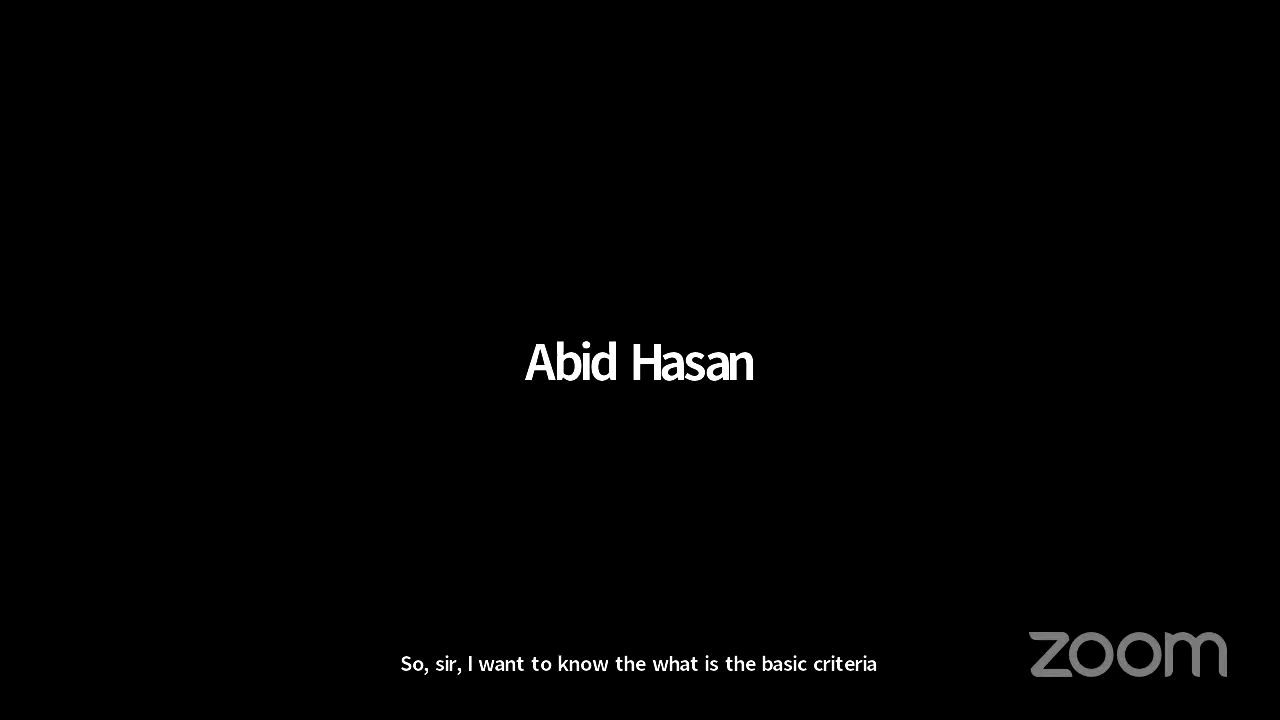 Abid Hasan
So, sir, I want to know the what is the basic criteria
zoom